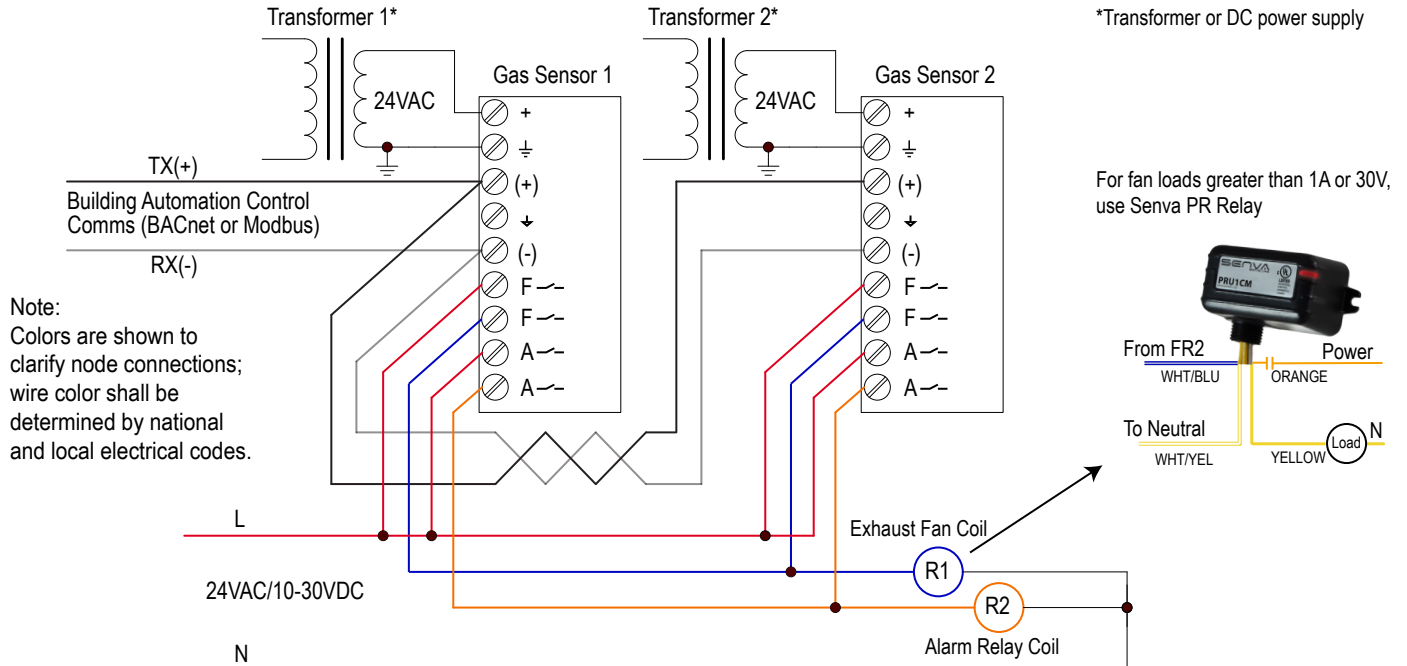 Transformer 1*
Transformer 2*
*Transformer or DC power supply
Gas Sensor 1
Gas Sensor 2
24VAC
24VAC
+
+
TX(+)
(+)
(+)
Building Automation Control
Comms (BACnet or Modbus)
(-)
(-)
RX(-)
F
F
F
F
A
A
A
A
For fan loads greater than 1A or 30V,
use Senva PR Relay
SENVA
PRU1CM
Note:
Colors are shown to
clarify node connections;
wire color shall be
determined by national
and local electrical codes.
From FR2
Power
WHT/BLU
ORANGE
To Neutral
Load
N
WHT/YEL
YELLOW
L
Exhaust Fan Coil
R1
24VAC/10-30VDC
R2
Alarm Relay Coil
N